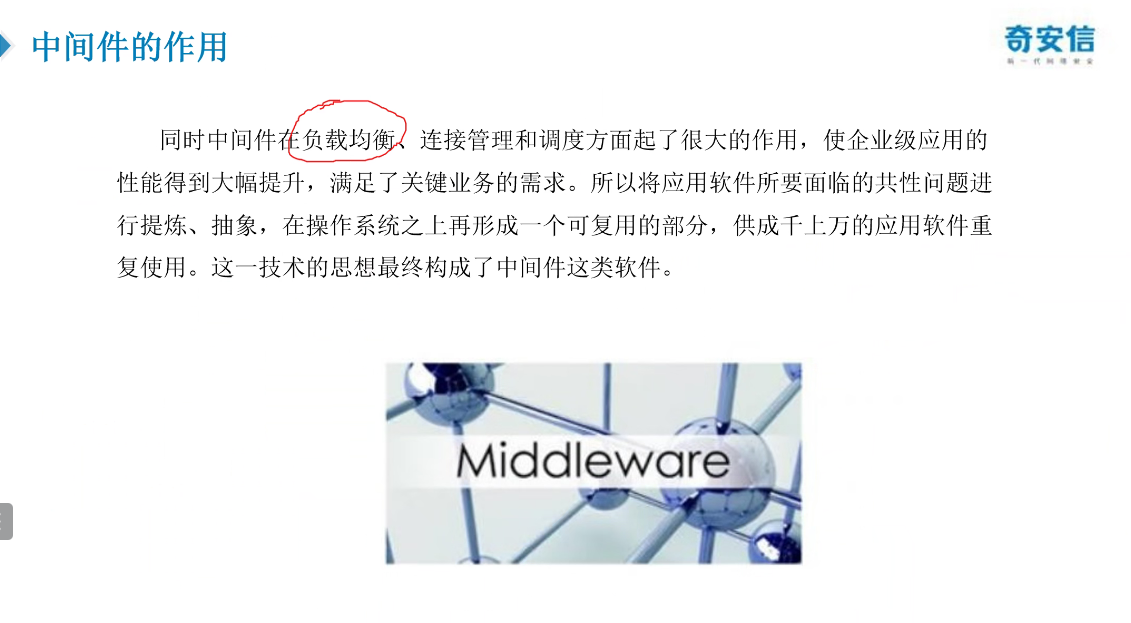 中间件的作用
奇安信
新一代网络安全
同时中间件在负载均衡、连接管理和调度方面起了很大的作用，使企业级应用的
性能得到大幅提升，满足了关键业务的需求。所以将应用软件所要面临的共性问题进
行提炼、抽象，在操作系统之上再形成一个可复用的部分，供成千上万的应用软件重
复使用。这一技术的思想最终构成了中间件这类软件。
Middleware